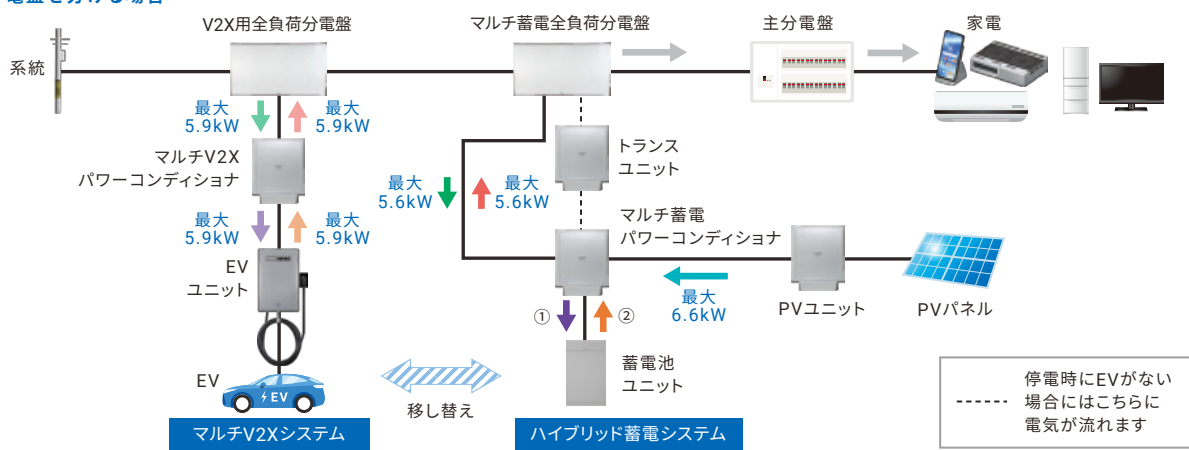 V2X用全負荷分電盤
マルチ蓄電全負荷分電盤
主分電盤
家電
系統
最大
5.9kW
最大
5.9kW
マルチV2X
パワーコンディショナ
トランス
ユニット
最大
5.6kW
最大
5.6kW
最大
5.9kW
最大
5.9kW
マルチ蓄電
パワーコンディショナ
EV
ユニット
①
②
最大
6.6kW
PVユニット
PVパネル
蓄電池
ユニット
EV
EV
移し替え
マルチV2Xシステム
ハイブリッド蓄電システム
停電時にEVがない
場合にはこちらに
電気が流れます